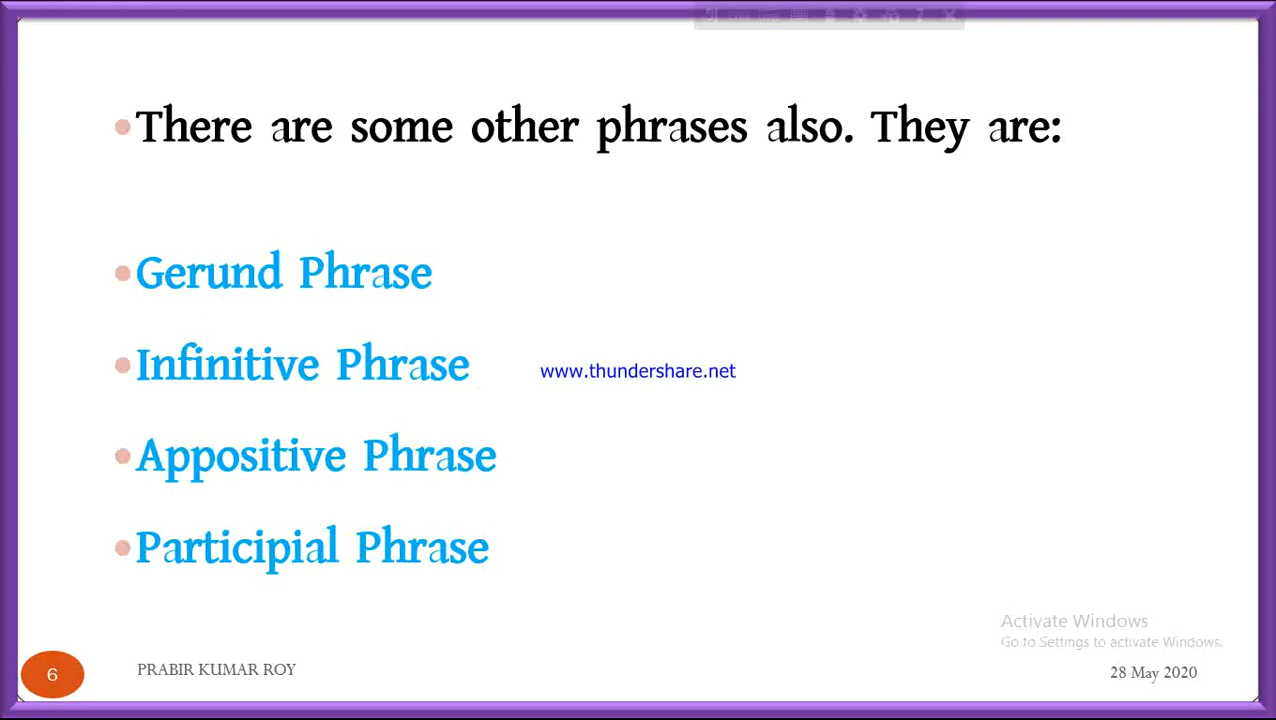 There are some other phrases also. They are:
Gerund Phrase
Infinitive Phrase
www.thundershare.net
Appositive Phrase
Participial Phrase
Activate Windows
Go to Settings to activate Windows.
6
PRABIR KUMAR ROY
28 May 2020